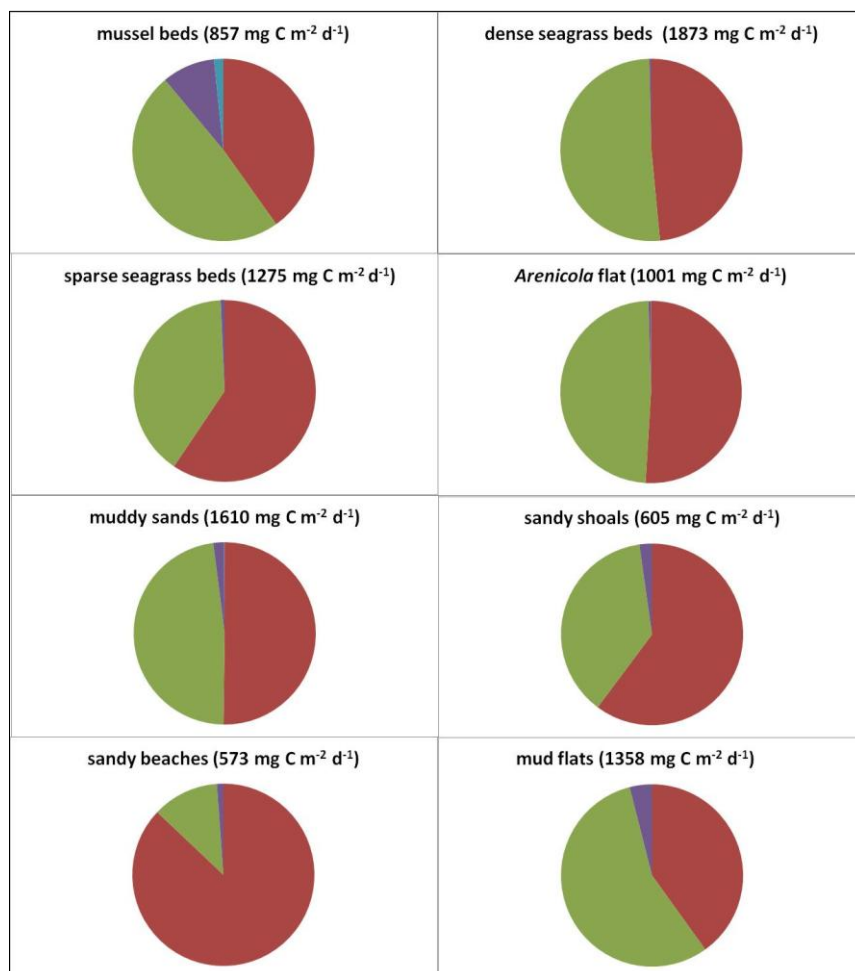 mussel beds (857 mg C m⁻² d⁻¹)
dense seagrass beds (1873 mg C m⁻² d⁻¹)
sparse seagrass beds (1275 mg C m⁻² d⁻¹)
Arenicola flat (1001 mg C m⁻² d⁻¹)
muddy sands (1610 mg C m⁻² d⁻¹)
sandy shoals (605 mg C m⁻² d⁻¹)
sandy beaches (573 mg C m⁻² d⁻¹)
mud flats (1358 mg C m⁻² d⁻¹)